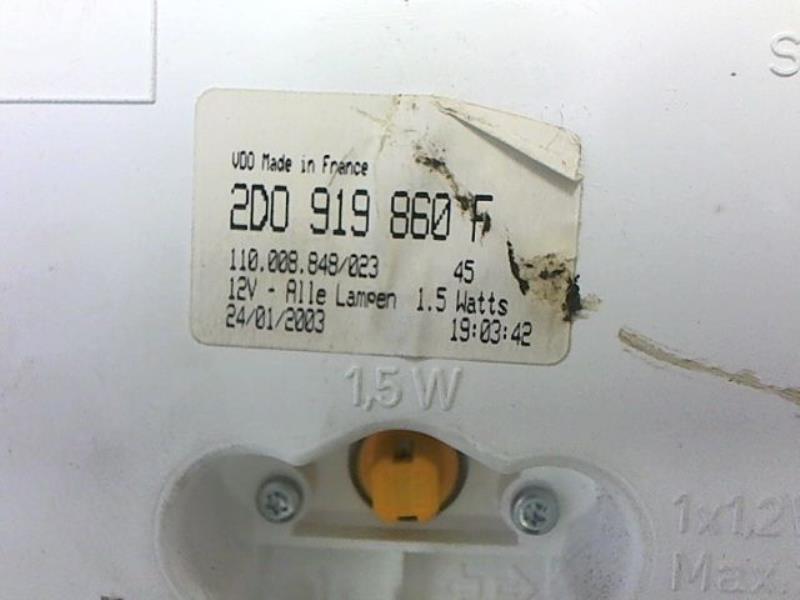 S
VDO Made in France
2D0 919 860 F
110.008.848/023 45
12V - Alle Lampen 1.5 Watts
24/01/2003 19:03:42
1,5W
1x1,2W
Max.